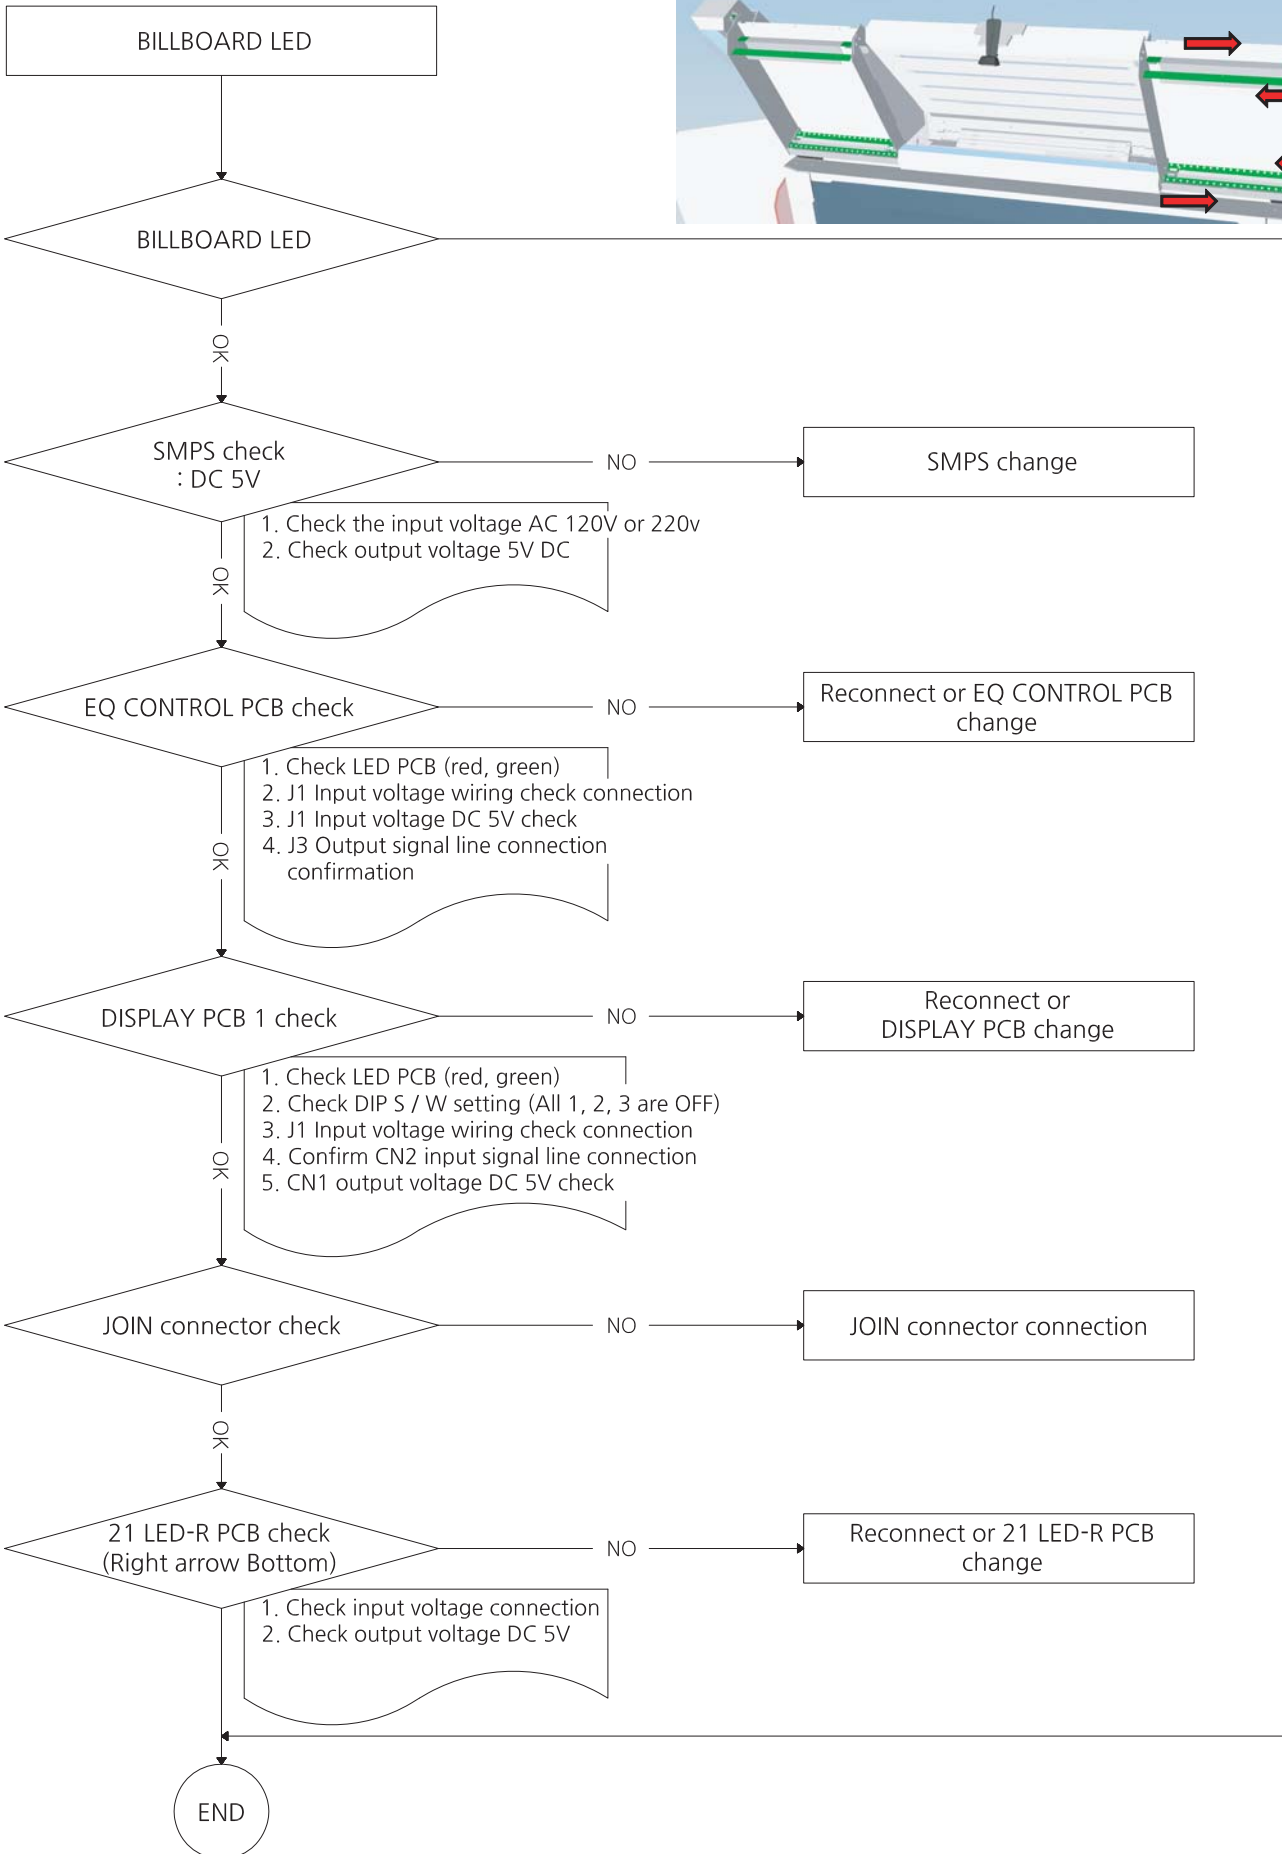 BILLBOARD LED
BILLBOARD LED
OK
SMPS check
: DC 5V
NO
SMPS change
1. Check the input voltage AC 120V or 220v
2. Check output voltage 5V DC
OK
EQ CONTROL PCB check
NO
Reconnect or EQ CONTROL PCB
change
1. Check LED PCB (red, green)
2. J1 Input voltage wiring check connection
3. J1 Input voltage DC 5V check
4. J3 Output signal line connection
confirmation
OK
DISPLAY PCB 1 check
NO
Reconnect or
DISPLAY PCB change
1. Check LED PCB (red, green)
2. Check DIP S / W setting (All 1, 2, 3 are OFF)
3. J1 Input voltage wiring check connection
4. Confirm CN2 input signal line connection
5. CN1 output voltage DC 5V check
OK
JOIN connector check
NO
JOIN connector connection
OK
21 LED-R PCB check
(Right arrow Bottom)
NO
Reconnect or 21 LED-R PCB
change
1. Check input voltage connection
2. Check output voltage DC 5V
END